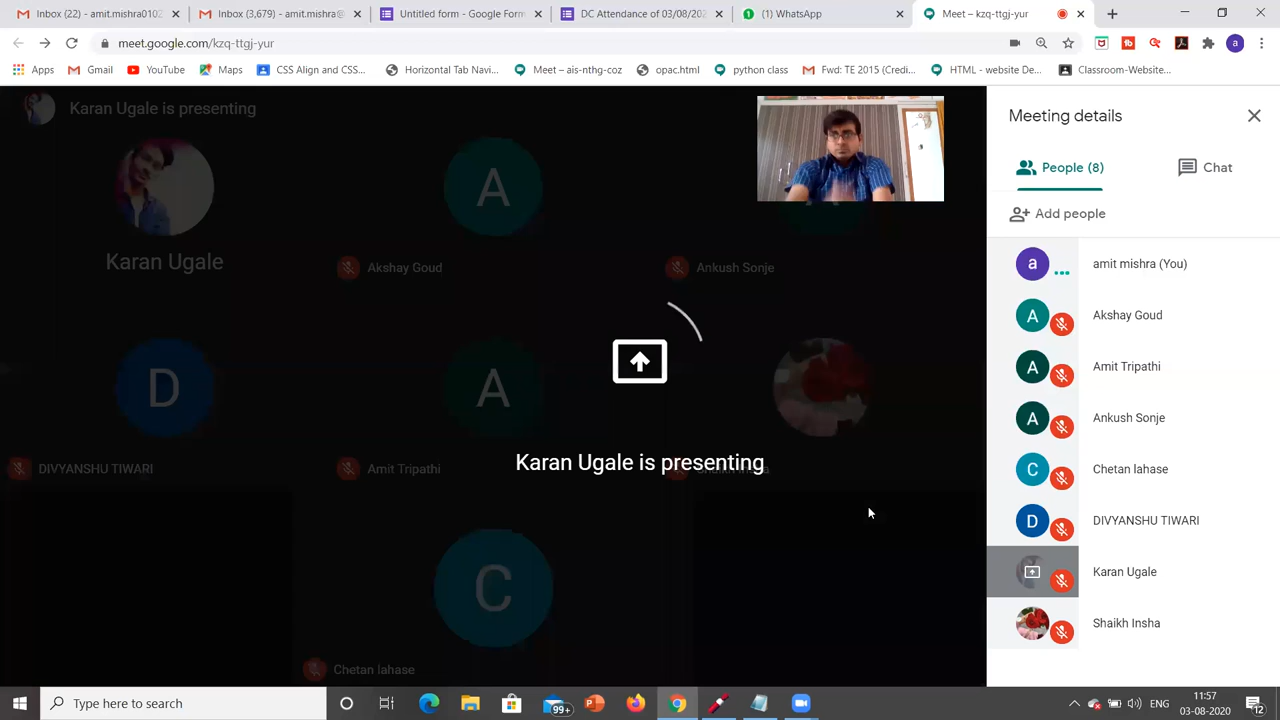 Inbox (22) - amit.mishra0102
Inbox (3,679) - amit.mishra@
Untitled form - Google Form
DC Attendance of 03/08/202
(1) WhatsApp
Meet – kzq-ttgj-yur
meet.google.com/kzq-ttgj-yur
a
Apps
Gmail
YouTube
Maps
CSS Align and CSS...
Horizontal Tab Navi...
Meet – ais-nthg-coz
opac.html
python class
Fwd: TE 2015 (Credi...
HTML - website De...
Classroom-Website...
Karan Ugale is presenting
Meeting details
People (8)
Chat
Add people
A
Karan Ugale
Akshay Goud
Ankush Sonje
D
A
DIVYANSHU TIWARI
Amit Tripathi
Karan Ugale is presenting
C
Chetan lahase
a
amit mishra (You)
A
Akshay Goud
A
Amit Tripathi
A
Ankush Sonje
C
Chetan lahase
D
DIVYANSHU TIWARI
Karan Ugale
Shaikh Insha
Type here to search
99+
ENG
11:57
03-08-2020
12